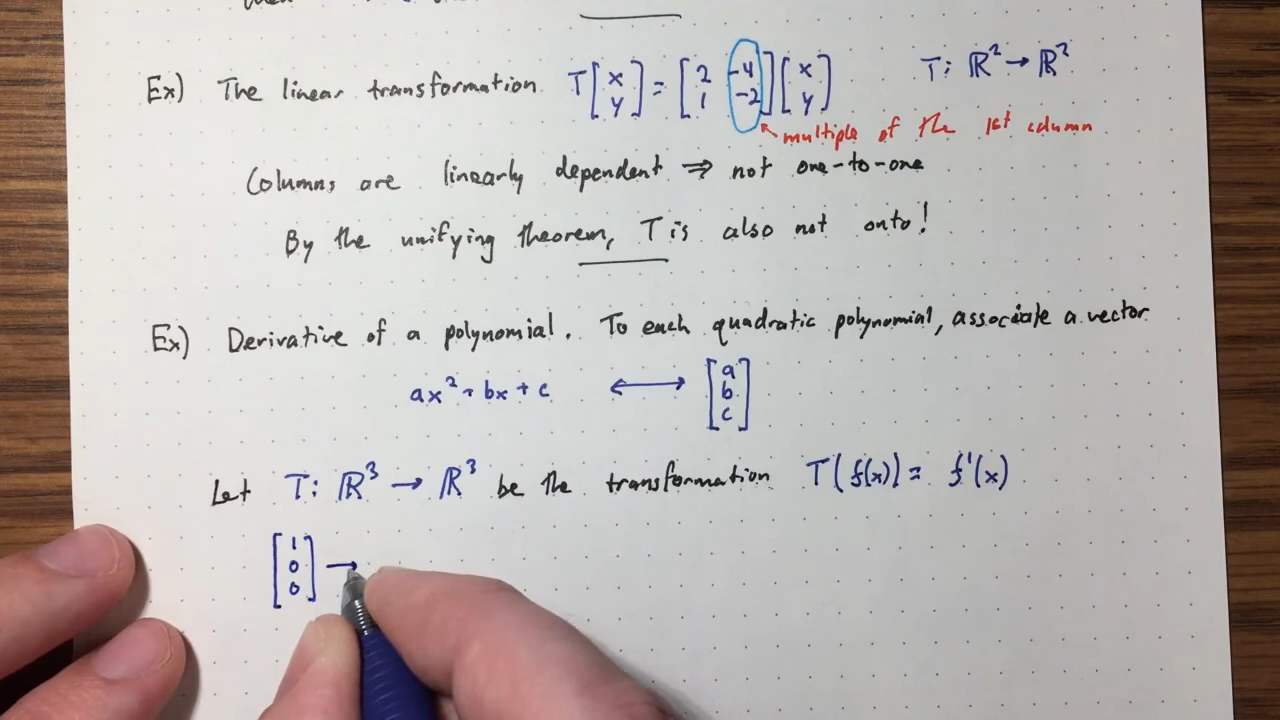 Ex) The linear transformation T[x y] = [2 -4 1 -2][x y] T: ℝ² → ℝ²
multiple of the 1st column
Columns are linearly dependent ⇒ not one-to-one
By the unifying theorem, T is also not onto!
Ex) Derivative of a polynomial. To each quadratic polynomial, associate a vector
ax² + bx + c ⟷ [a b c]
Let T: ℝ³ → ℝ³ be the transformation T(f(x)) = f'(x)
[1 0 0] →